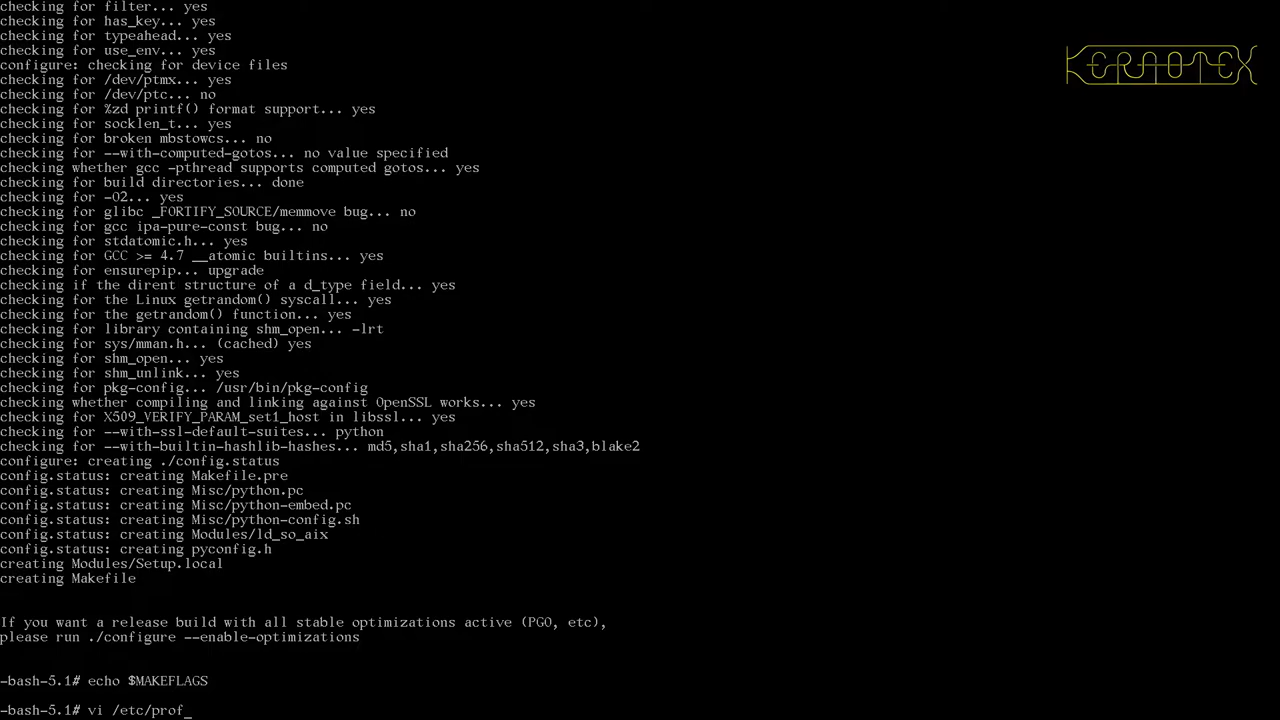 checking for filter... yes
checking for has_key... yes
checking for typeahead... yes
checking for use_env... yes
configure: checking for device files
checking for /dev/ptmx... yes
checking for /dev/ptc... no
checking for %zd printf() format support... yes
checking for socklen_t... yes
checking for broken mbstowcs... no
checking for --with-computed-gotos... no value specified
checking whether gcc -pthread supports computed gotos... yes
checking for build directories... done
checking for -O2... yes
checking for glibc _FORTIFY_SOURCE/memmove bug... no
checking for gcc ipa-pure-const bug... no
checking for stdatomic.h... yes
checking for GCC >= 4.7 __atomic builtins... yes
checking for ensurepip... upgrade
checking if the dirent structure of a d_type field... yes
checking for the Linux getrandom() syscall... yes
checking for the getrandom() function... yes
checking for library containing shm_open... -lrt
checking for sys/mman.h... (cached) yes
checking for shm_open... yes
checking for shm_unlink... yes
checking for pkg-config... /usr/bin/pkg-config
checking whether compiling and linking against OpenSSL works... yes
checking for X509_VERIFY_PARAM_set1_host in libssl... yes
checking for --with-ssl-default-suites... python
checking for --with-builtin-hashlib-hashes... md5,sha1,sha256,sha512,sha3,blake2
configure: creating ./config.status
config.status: creating Makefile.pre
config.status: creating Misc/python.pc
config.status: creating Misc/python-embed.pc
config.status: creating Misc/python-config.sh
config.status: creating Modules/ld_so_aix
config.status: creating pyconfig.h
creating Modules/Setup.local
creating Makefile
If you want a release build with all stable optimizations active (PGO, etc),
please run ./configure --enable-optimizations
-bash-5.1# echo $MAKEFLAGS
-bash-5.1# vi /etc/prof_
KERNOTEX